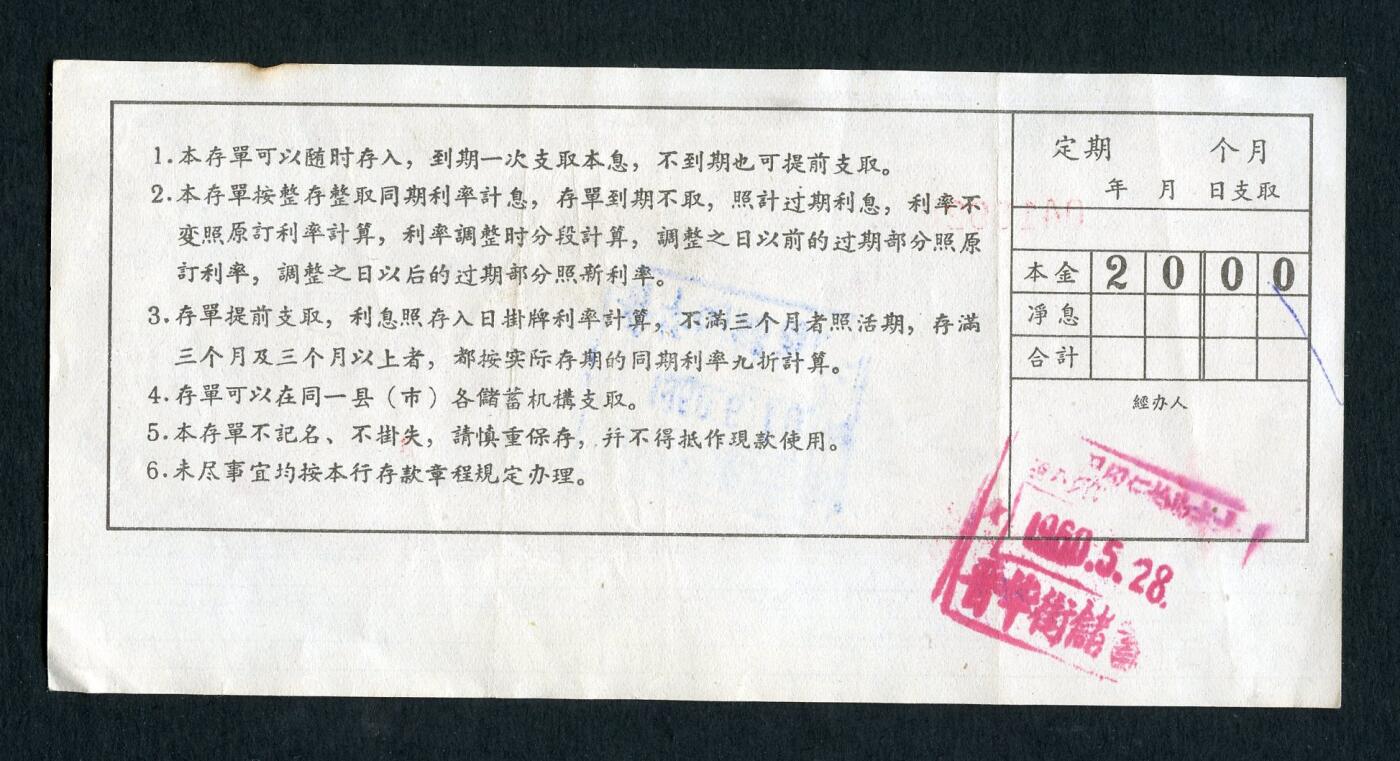 1.本存單可以随时存入，到期一次支取本息，不到期也可提前支取。
2.本存單按整存整取同期利率計息，存單到期不取，照計过期利息，利率不
变照原訂利率計算，利率調整时分段計算，調整之日以前的过期部分照原
訂利率，調整之日以后的过期部分照新利率。
3.存單提前支取，利息照存入日掛牌利率計算，不滿三个月者照活期，存滿
三个月及三个月以上者，都按实际存期的同期利率九折計算。
4.存單可以在同一县（市）各儲蓄机構支取。
5.本存單不記名、不掛失，請慎重保存，幷不得抵作現款使用。
6.未尽事宜均按本行存款章程規定办理。
定期 个月
年 月 日支取
本金 2 0 0 0
净息
合計
經办人
1960.5.28.
晋华街儲蓄